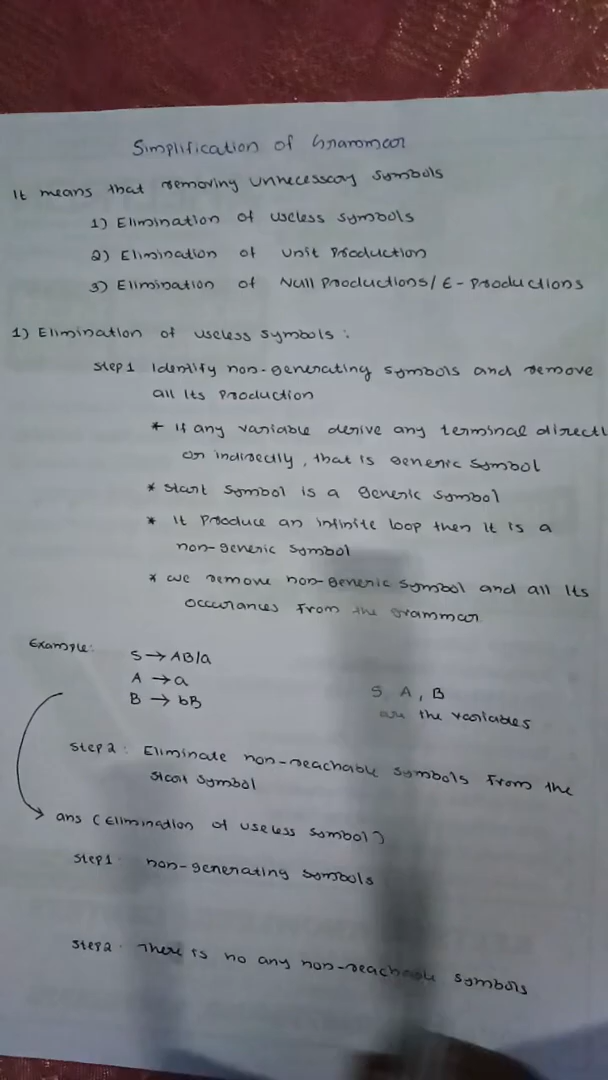 Simplification of Grammar
It means that removing unnecessary symbols
1) Elimination of useless symbols
2) Elimination of Unit Production
3) Elimination of Null Productions/ ε- Productions
1) Elimination of useless symbols :
Step1 Identify non-generating symbols and remove
all its Production
* if any variable derive any terminal directl
or indirectly, that is generic symbol
* Start symbol is a generic symbol
* it Produce an infinite loop then it is a
non-generic symbol
* we remove non-generic symbol and all its
occurances from the grammar
Example:
S → AB/a
A → a
B → bB
S, A, B
are the variables
Step2: Eliminate non-reachable symbols from the
start symbol
ans (Elimination of useless symbol)
Step1 non-generating symbols
Step2. There is no any non-reachable symbols